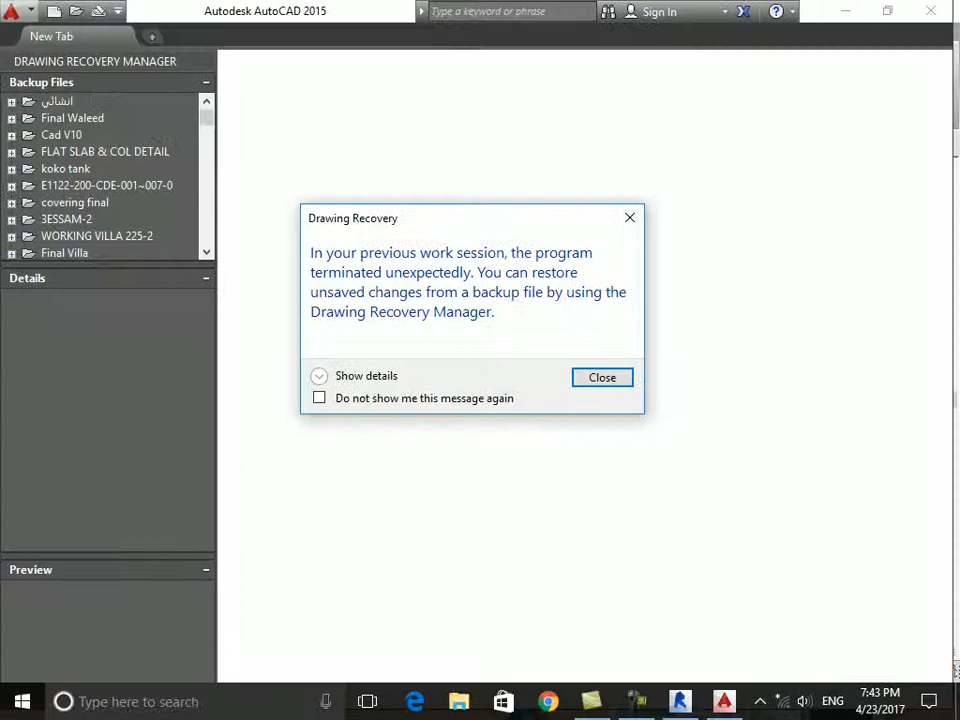 Autodesk AutoCAD 2015
Type a keyword or phrase
Sign In
New Tab
DRAWING RECOVERY MANAGER
Backup Files
انشائي
Final Waleed
Cad V10
FLAT SLAB & COL DETAIL
koko tank
E1122-200-CDE-001~007-0
covering final
3ESSAM-2
WORKING VILLA 225-2
Final Villa
Details
Preview
Drawing Recovery
In your previous work session, the program
terminated unexpectedly. You can restore
unsaved changes from a backup file by using the
Drawing Recovery Manager.
Show details
Close
Do not show me this message again
Type here to search
ENG
7:43 PM
4/23/2017